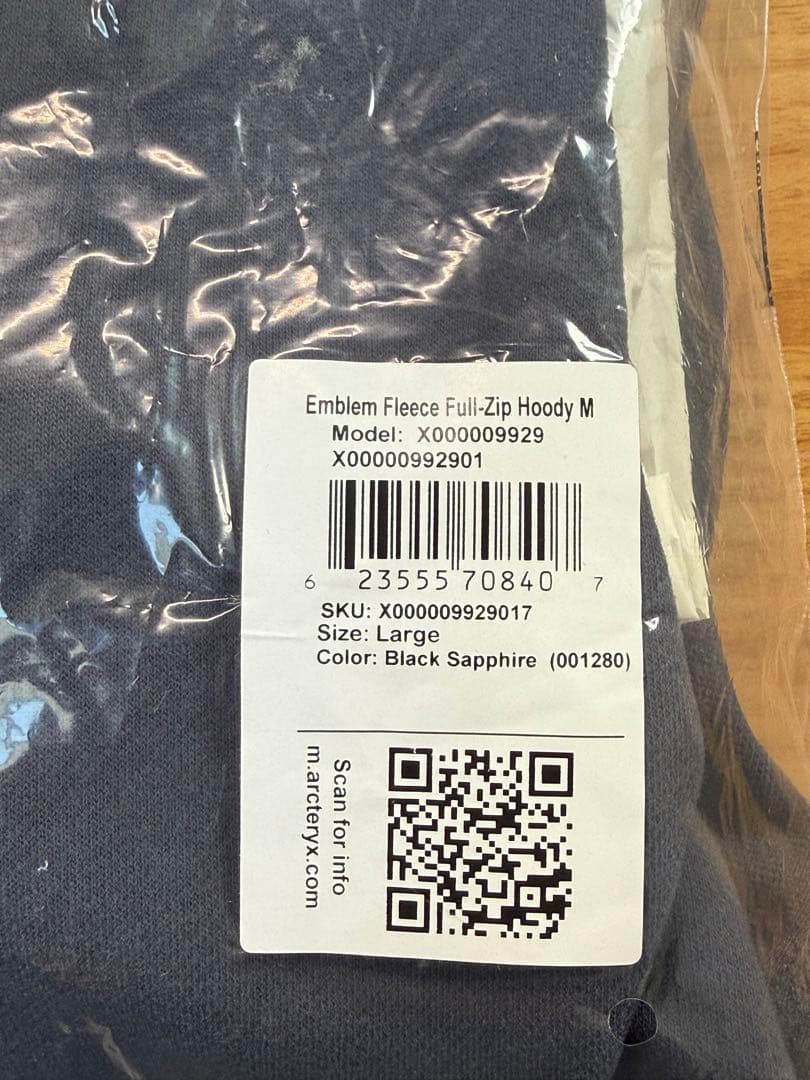 Emblem Fleece Full-Zip Hoody M
Model: X000009929
X00000992901
6 23555 70840 7
SKU: X000009929017
Size: Large
Color: Black Sapphire (001280)
Scan for info
m.arcteryx.com